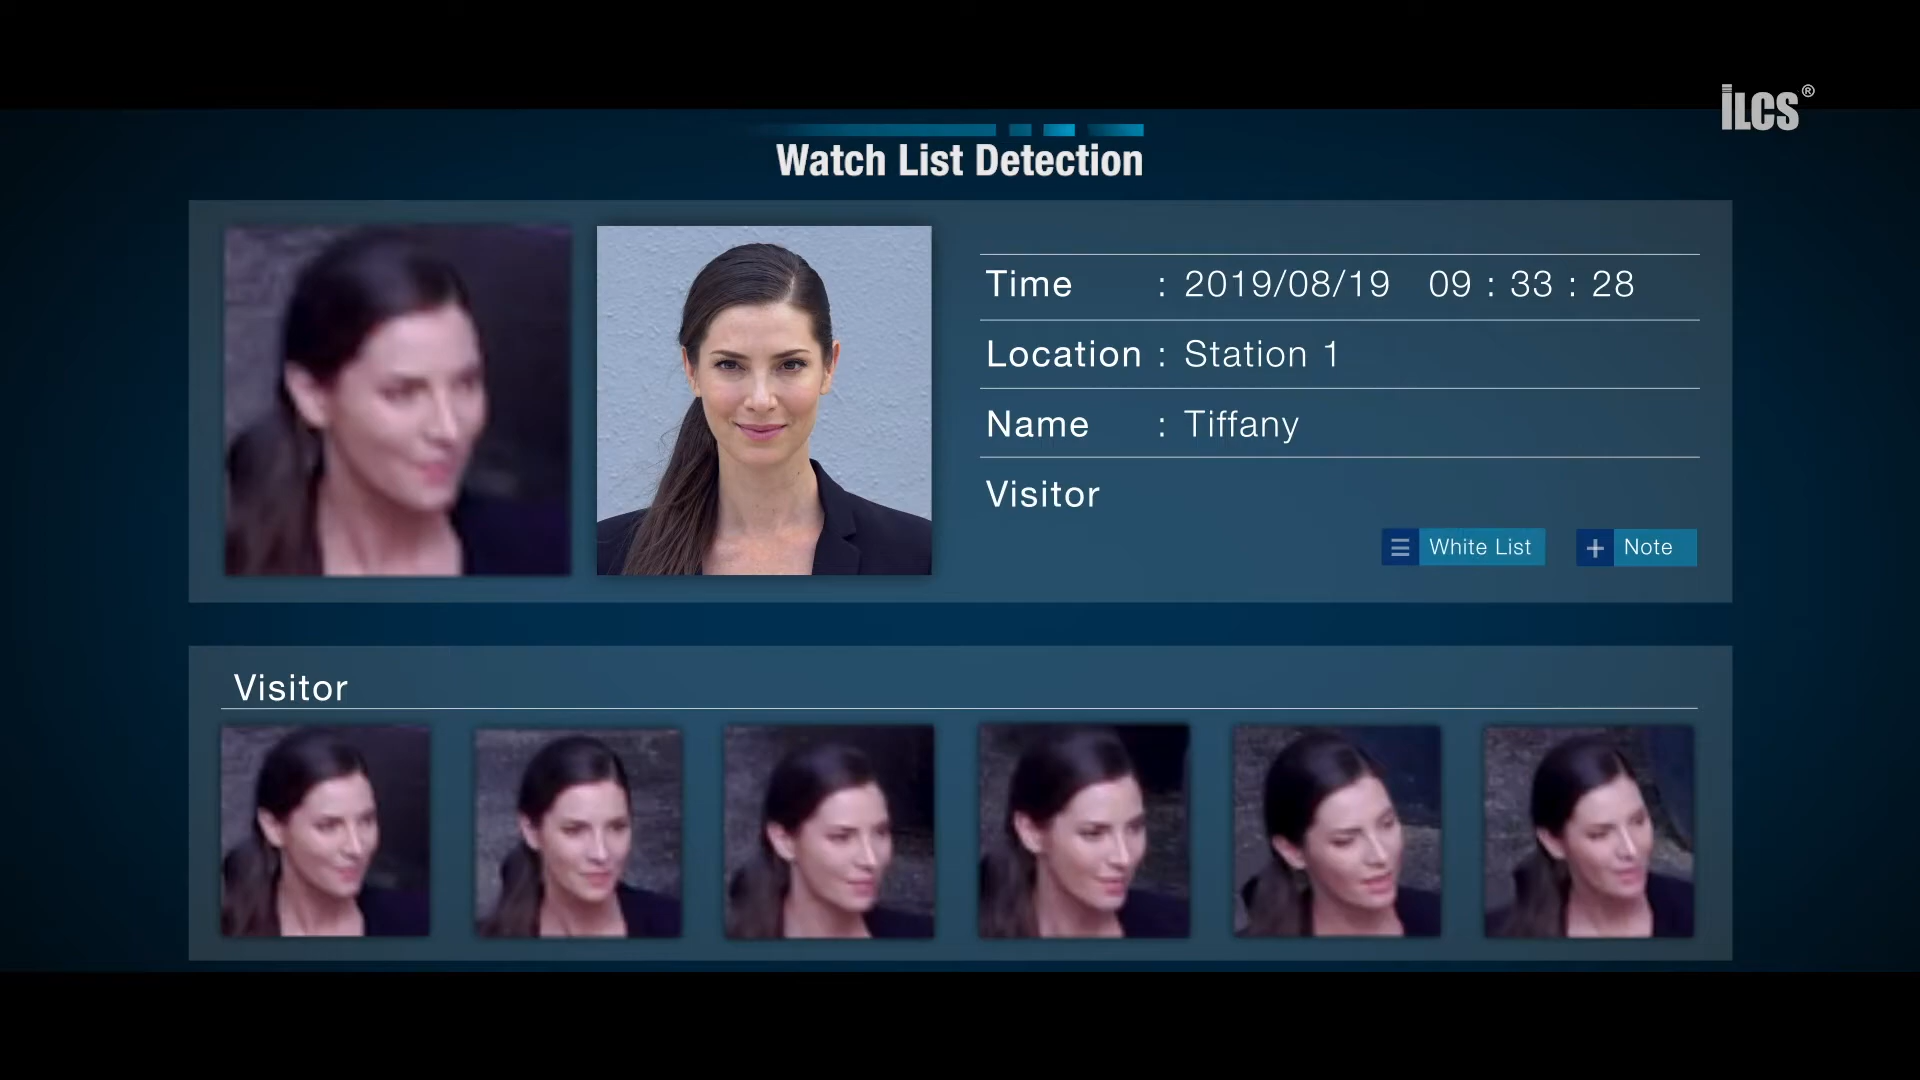 iLCS®
Watch List Detection
Time : 2019/08/19 09 : 33 : 28
Location : Station 1
Name : Tiffany
Visitor
White List
Note
Visitor